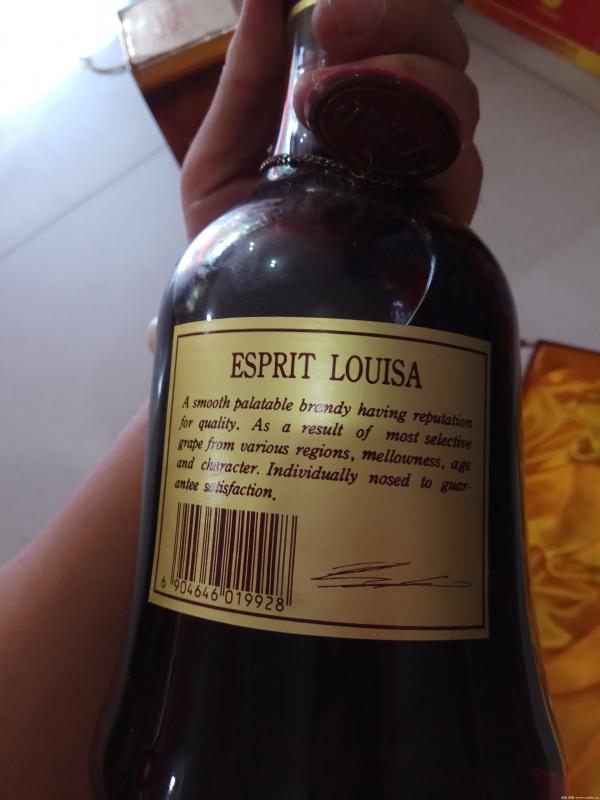 ESPRIT LOUISA
A smooth palatable brandy having reputation
for quality. As a result of most selective
grape from various regions, mellowness, age
and character. Individually nosed to guar-
antee satisfaction.
6 904646 019928